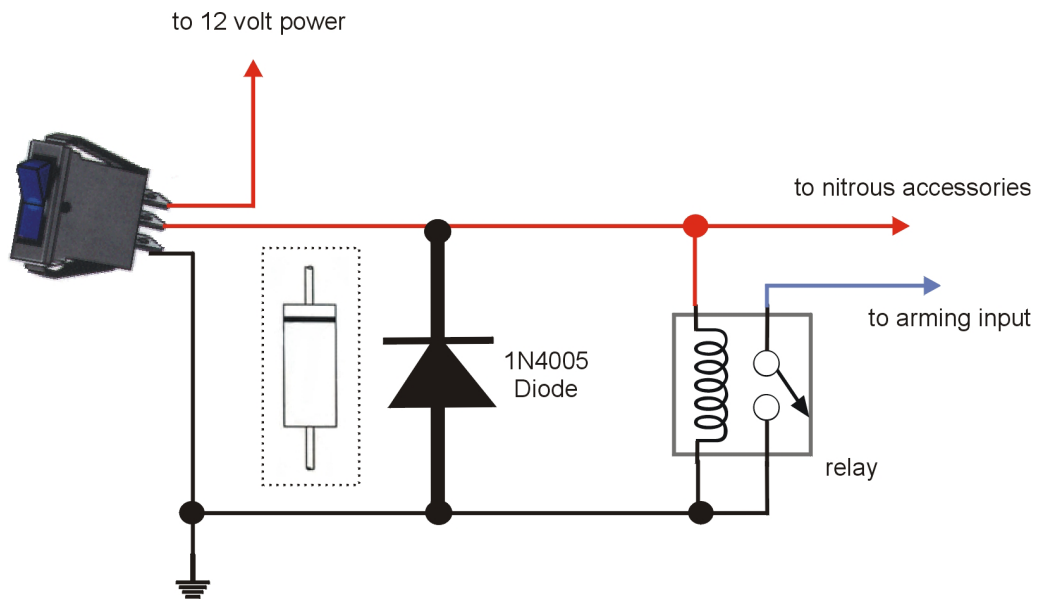 to 12 volt power
to nitrous accessories
to arming input
1N4005
Diode
relay